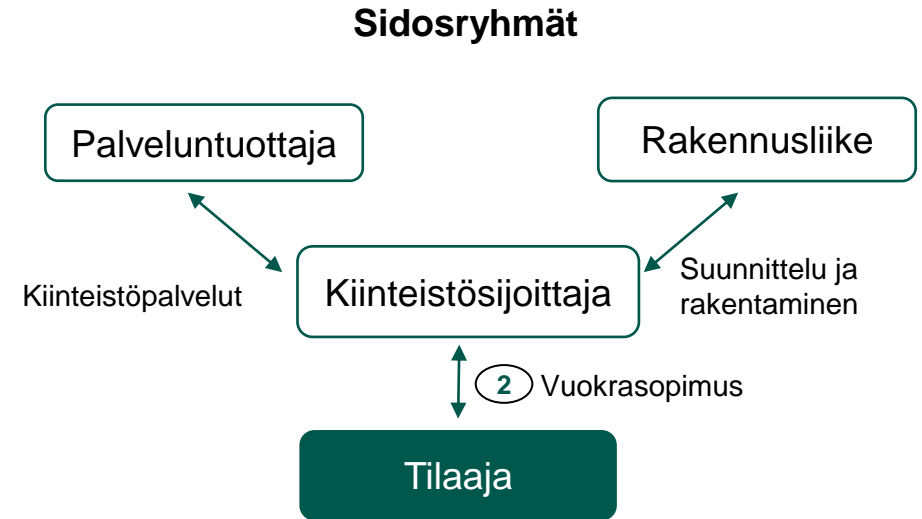 Sidosryhmät
Palveluntuottaja
Rakennusliike
Kiinteistöpalvelut
Kiinteistösijoittaja
Suunnittelu ja
rakentaminen
2 Vuokrasopimus
Tilaaja